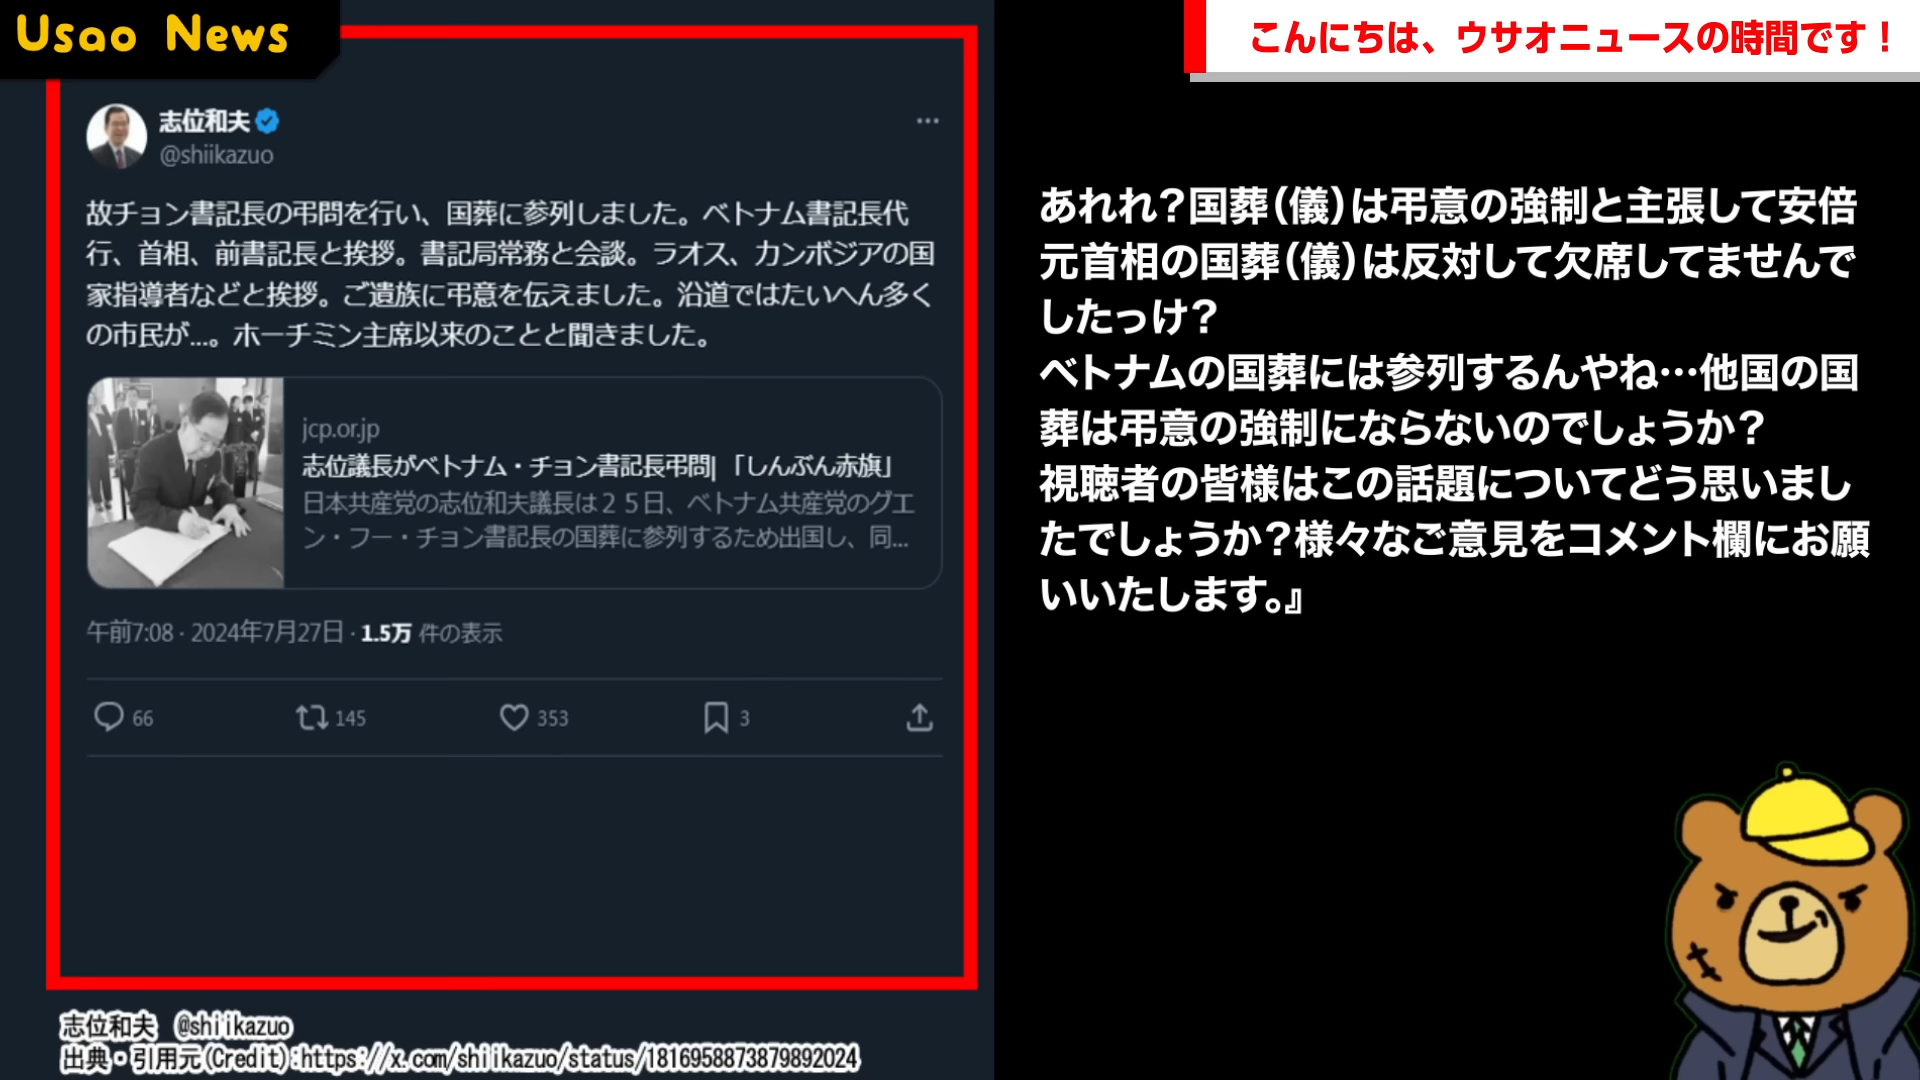 Usao News
こんにちは、ウサオニュースの時間です！
志位和夫
@shiikazuo
故チョン書記長の弔問を行い、国葬に参列しました。ベトナム書記長代
行、首相、前書記長と挨拶。書記局常務と会談。ラオス、カンボジアの国
家指導者などと挨拶。ご遺族に弔意を伝えました。沿道ではたいへん多く
の市民が...。ホーチミン主席以来のことと聞きました。
jcp.or.jp
志位議長がベトナム・チョン書記長弔問|「しんぶん赤旗」
日本共産党の志位和夫議長は２５日、ベトナム共産党のグエ
ン・フー・チョン書記長の国葬に参列するため出国し、同...
午前7:08 · 2024年7月27日 · 1.5万 件の表示
66 145 353 3
志位和夫 @shiikazuo
出典・引用元(Credit):https://x.com/shiikazuo/status/1816958873879892024
あれれ？国葬（儀）は弔意の強制と主張して安倍
元首相の国葬（儀）は反対して欠席してませんで
したっけ？
ベトナムの国葬には参列するんやね…他国の国
葬は弔意の強制にならないのでしょうか？
視聴者の皆様はこの話題についてどう思いまし
たでしょうか？様々なご意見をコメント欄にお願
いいたします。』